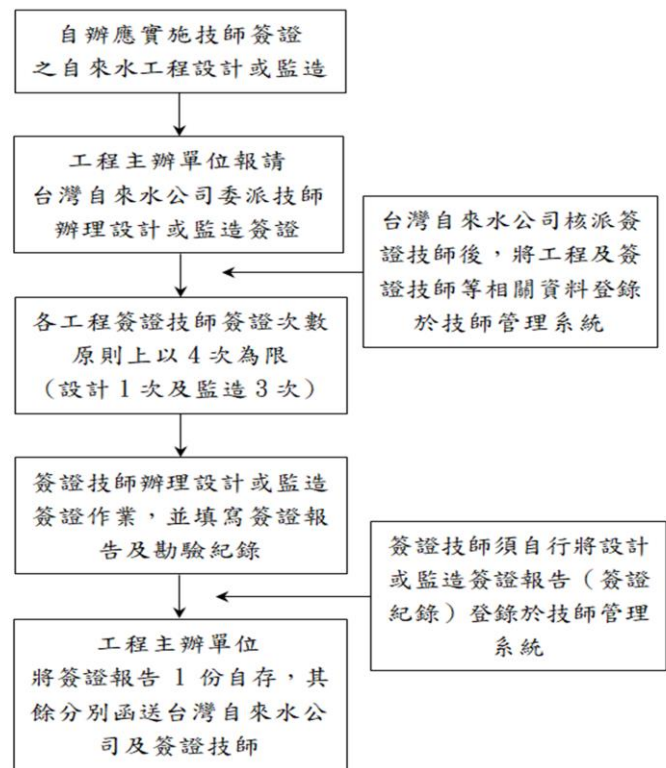 自辦應實施技師簽證
之自來水工程設計或監造
工程主辦單位報請
台灣自來水公司委派技師
辦理設計或監造簽證
台灣自來水公司核派簽
證技師後，將工程及簽
證技師等相關資料登錄
於技師管理系統
各工程簽證技師簽證次數
原則上以 4 次為限
（設計 1 次及監造 3 次）
簽證技師辦理設計或監造
簽證作業，並填寫簽證報
告及勘驗紀錄
簽證技師須自行將設計
或監造簽證報告（簽證
紀錄）登錄於技師管理
系統
工程主辦單位
將簽證報告 1 份自存，其
餘分別函送台灣自來水公
司及簽證技師